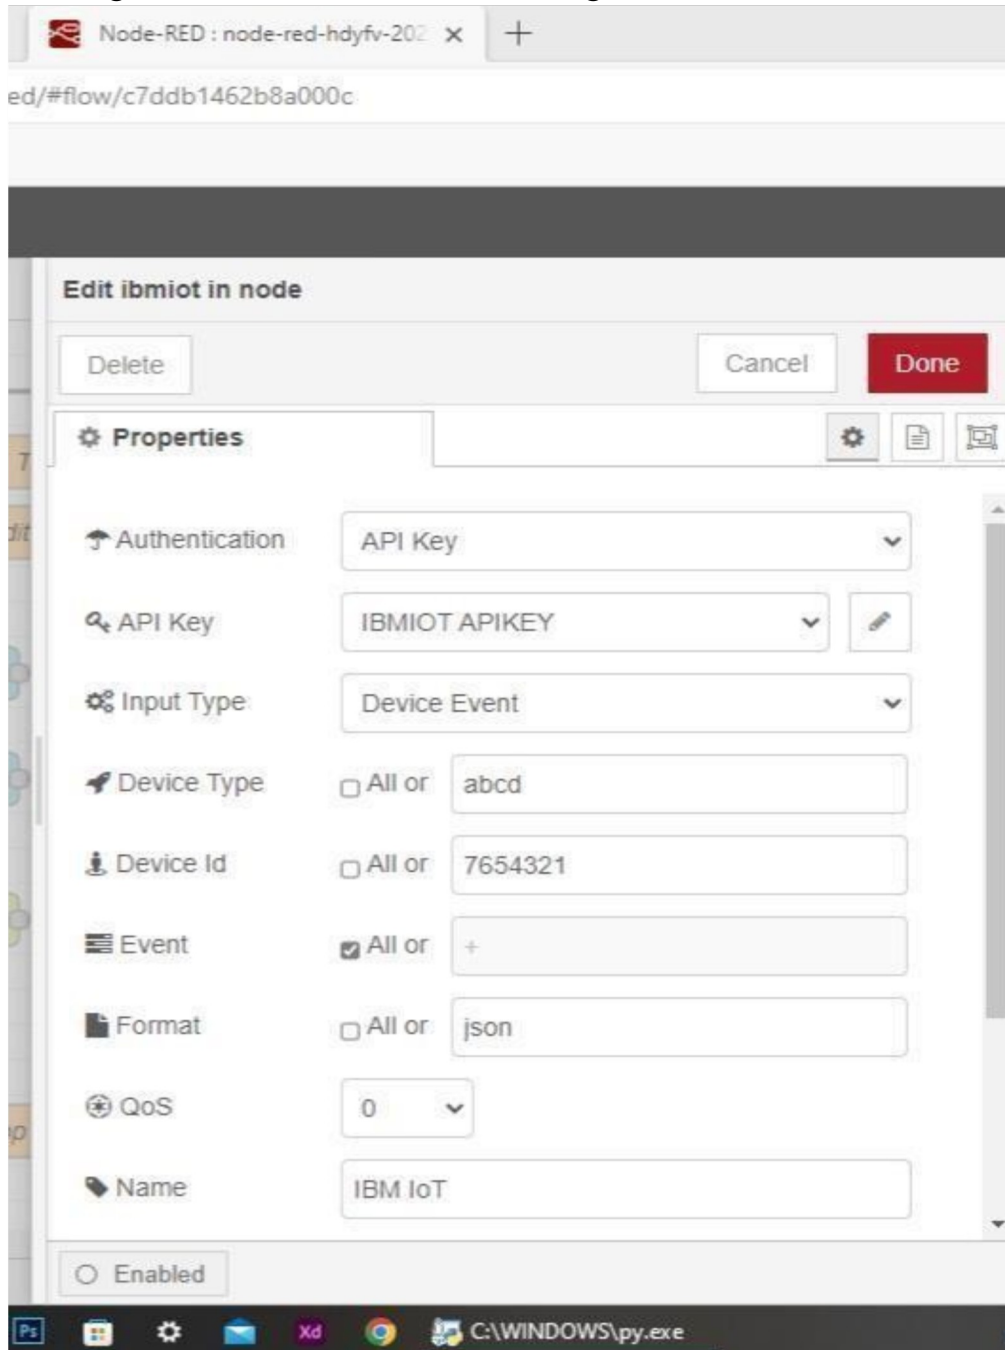 Node-RED : node-red-hdyfv-202
ed/#flow/c7ddb1462b8a000c
Edit ibmiot in node
Delete Cancel Done
Properties
Authentication API Key
API Key IBMIOT APIKEY
Input Type Device Event
Device Type All or abcd
Device Id All or 7654321
Event All or +
Format All or json
QoS 0
Name IBM IoT
Enabled
Ps Xd C:\WINDOWS\py.exe